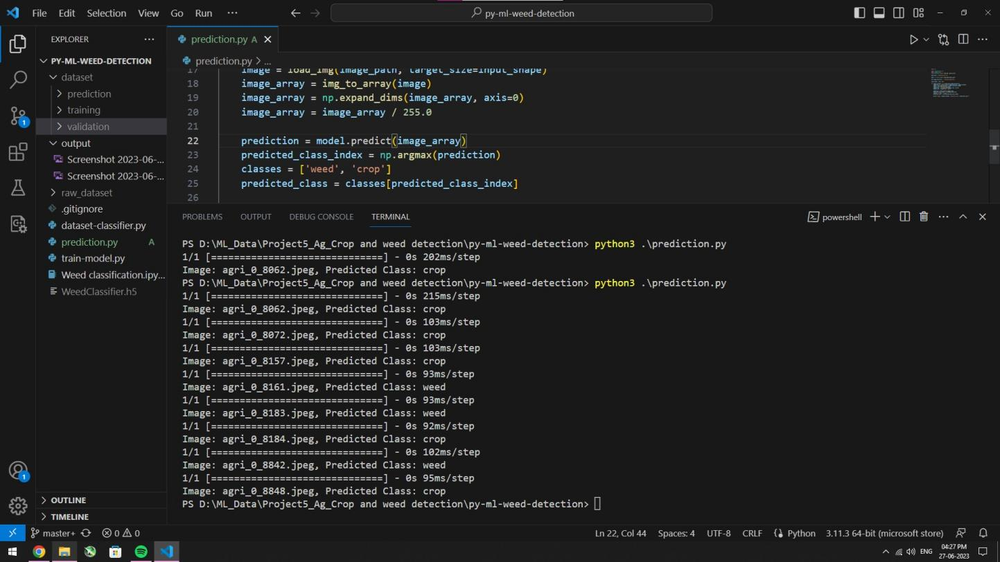 File Edit Selection View Go Run ...
py-ml-weed-detection
EXPLORER ...
PY-ML-WEED-DETECTION
dataset
prediction
training
validation
output
Screenshot 2023-06-...
Screenshot 2023-06-...
raw_dataset
.gitignore
dataset-classifier.py
prediction.py A
train-model.py
Weed classification.ipy...
WeedClassifier.h5
OUTLINE
TIMELINE
1
1
prediction.py A
prediction.py > ...
17 image = load_img(image_path, target_size=input_shape)
18 image_array = img_to_array(image)
19 image_array = np.expand_dims(image_array, axis=0)
20 image_array = image_array / 255.0
21
22 prediction = model.predict(image_array)
23 predicted_class_index = np.argmax(prediction)
24 classes = ['weed', 'crop']
25 predicted_class = classes[predicted_class_index]
26
PROBLEMS OUTPUT DEBUG CONSOLE TERMINAL
powershell
PS D:\ML_Data\Project5_Ag_Crop and weed detection\py-ml-weed-detection> python3 .\prediction.py
1/1 [==============================] - 0s 202ms/step
Image: agri_0_8062.jpeg, Predicted Class: crop
PS D:\ML_Data\Project5_Ag_Crop and weed detection\py-ml-weed-detection> python3 .\prediction.py
1/1 [==============================] - 0s 215ms/step
Image: agri_0_8062.jpeg, Predicted Class: crop
1/1 [==============================] - 0s 103ms/step
Image: agri_0_8072.jpeg, Predicted Class: crop
1/1 [==============================] - 0s 103ms/step
Image: agri_0_8157.jpeg, Predicted Class: crop
1/1 [==============================] - 0s 93ms/step
Image: agri_0_8161.jpeg, Predicted Class: weed
1/1 [==============================] - 0s 93ms/step
Image: agri_0_8183.jpeg, Predicted Class: weed
1/1 [==============================] - 0s 92ms/step
Image: agri_0_8184.jpeg, Predicted Class: crop
1/1 [==============================] - 0s 102ms/step
Image: agri_0_8842.jpeg, Predicted Class: weed
1/1 [==============================] - 0s 95ms/step
Image: agri_0_8848.jpeg, Predicted Class: crop
PS D:\ML_Data\Project5_Ag_Crop and weed detection\py-ml-weed-detection>
master+ 0 0 Ln 22, Col 44 Spaces: 4 UTF-8 CRLF Python 3.11.3 64-bit (microsoft store)
ENG
04:27 PM
27-06-2023